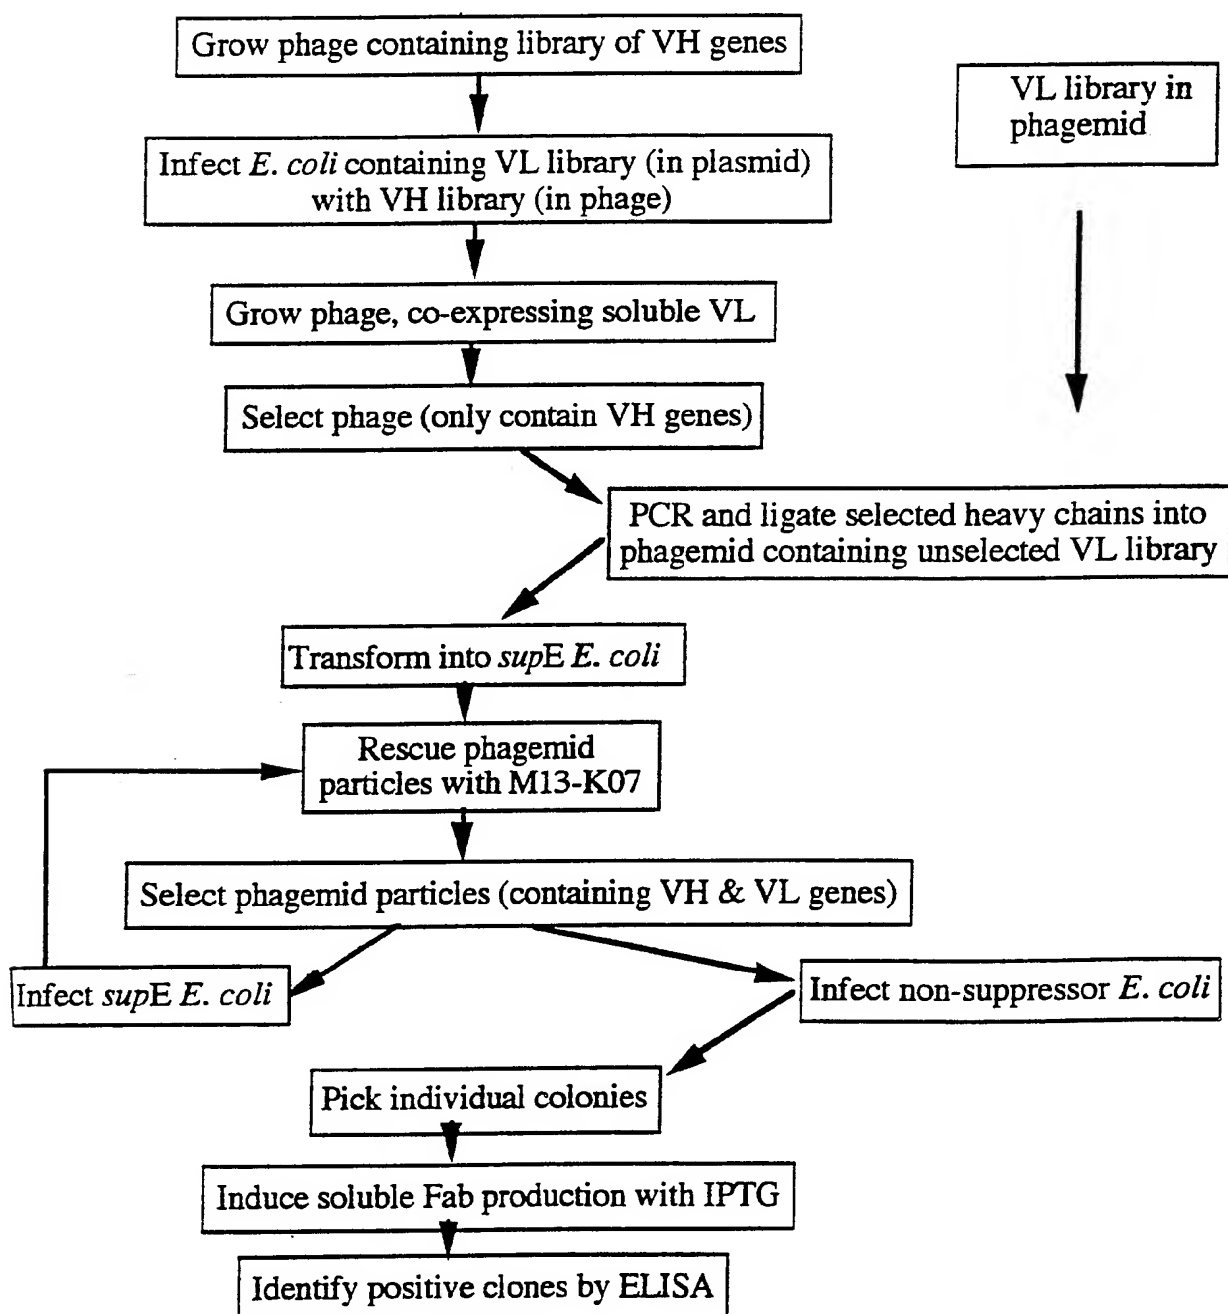 Grow phage containing library of VH genes
VL library in
phagemid
Infect E. coli containing VL library (in plasmid)
with VH library (in phage)
Grow phage, co-expressing soluble VL
Select phage (only contain VH genes)
PCR and ligate selected heavy chains into
phagemid containing unselected VL library
Transform into supE E. coli
Rescue phagemid
particles with M13-K07
Select phagemid particles (containing VH & VL genes)
Infect supE E. coli
Infect non-suppressor E. coli
Pick individual colonies
Induce soluble Fab production with IPTG
Identify positive clones by ELISA